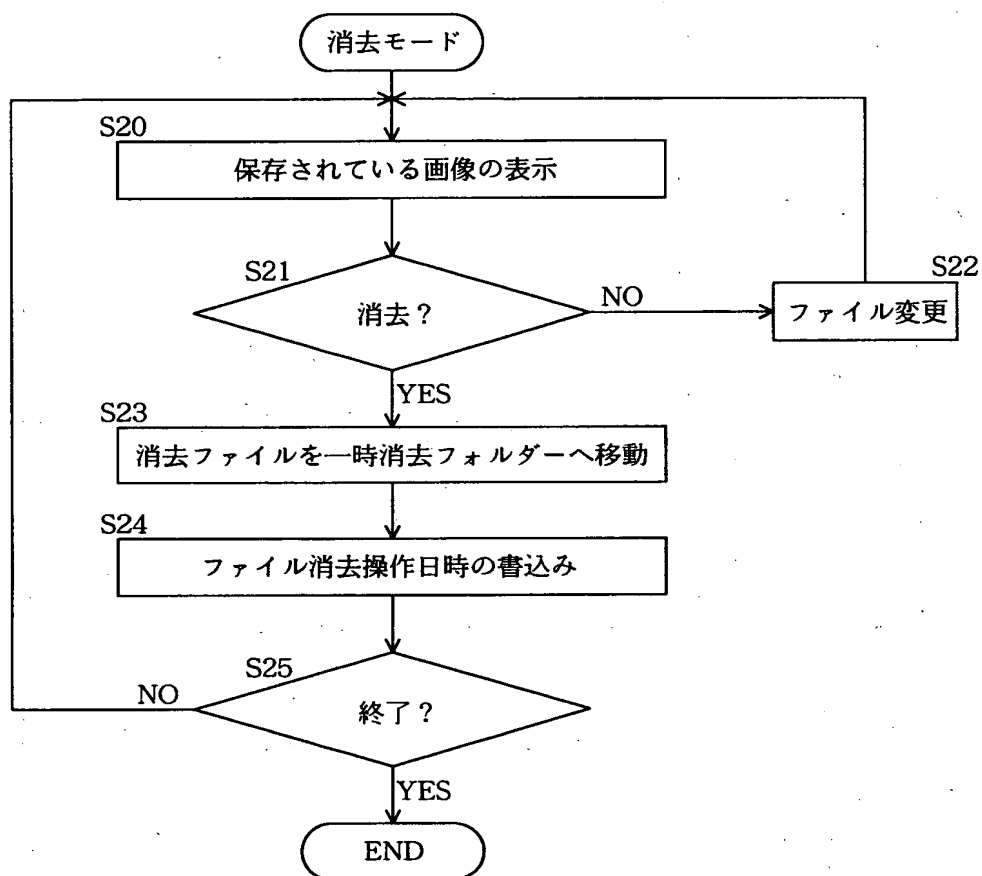 消去モード
S20
保存されている画像の表示
S21
消去？
NO
S22
ファイル変更
YES
S23
消去ファイルを一時消去フォルダーへ移動
S24
ファイル消去操作日時の書込み
S25
NO
終了？
YES
END